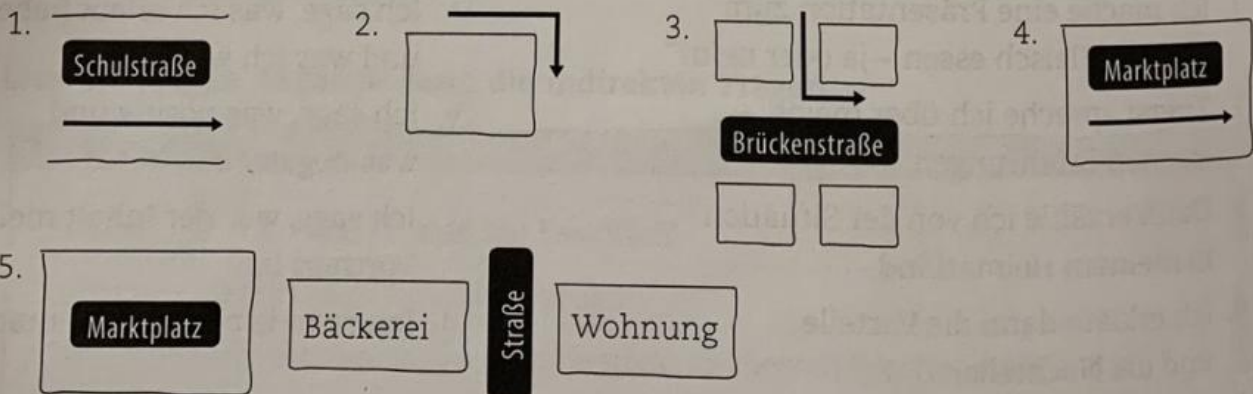 1. Schulstraße
2.
3. Brückenstraße
4. Marktplatz
5. Marktplatz Bäckerei Straße Wohnung